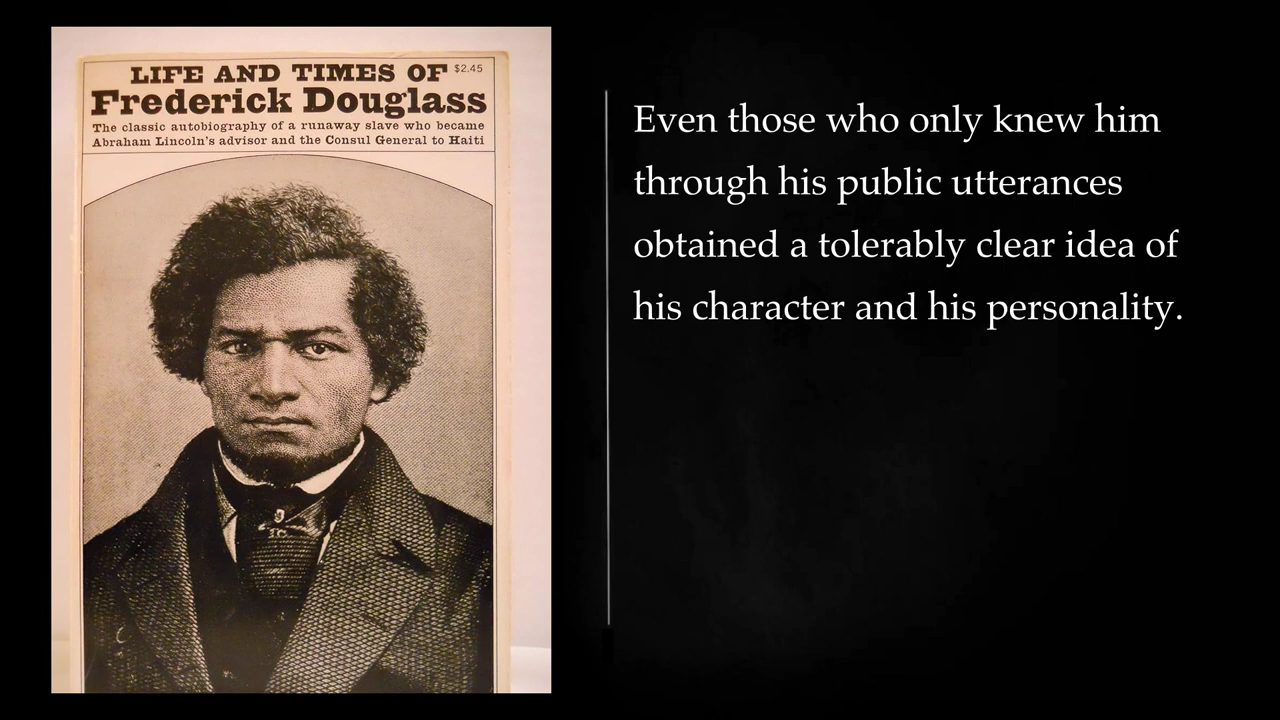 LIFE AND TIMES OF $2.45
Frederick Douglass
The classic autobiography of a runaway slave who became
Abraham Lincoln's advisor and the Consul General to Haiti
Even those who only knew him
through his public utterances
obtained a tolerably clear idea of
his character and his personality.